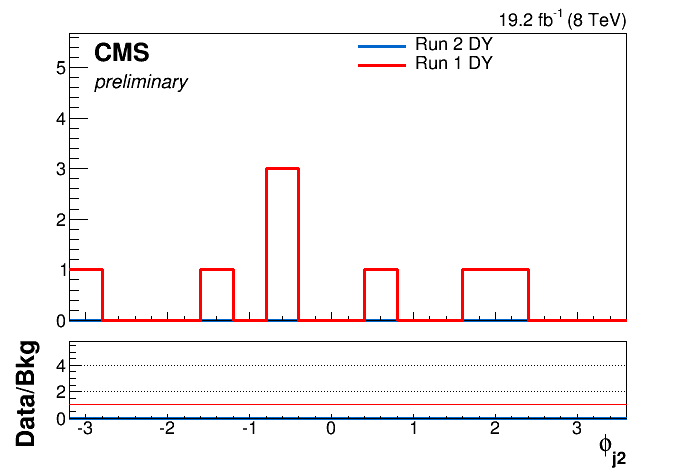 19.2 fb⁻¹ (8 TeV)
CMS
preliminary
Run 2 DY
Run 1 DY
5
4
3
2
1
0
Data/Bkg
4
2
0
-3 -2 -1 0 1 2 3
ϕj2